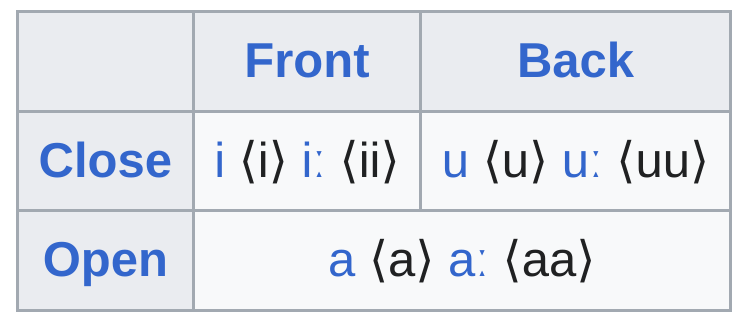 Front Back
Close i ⟨i⟩ iː ⟨ii⟩ u ⟨u⟩ uː ⟨uu⟩
Open a ⟨a⟩ aː ⟨aa⟩